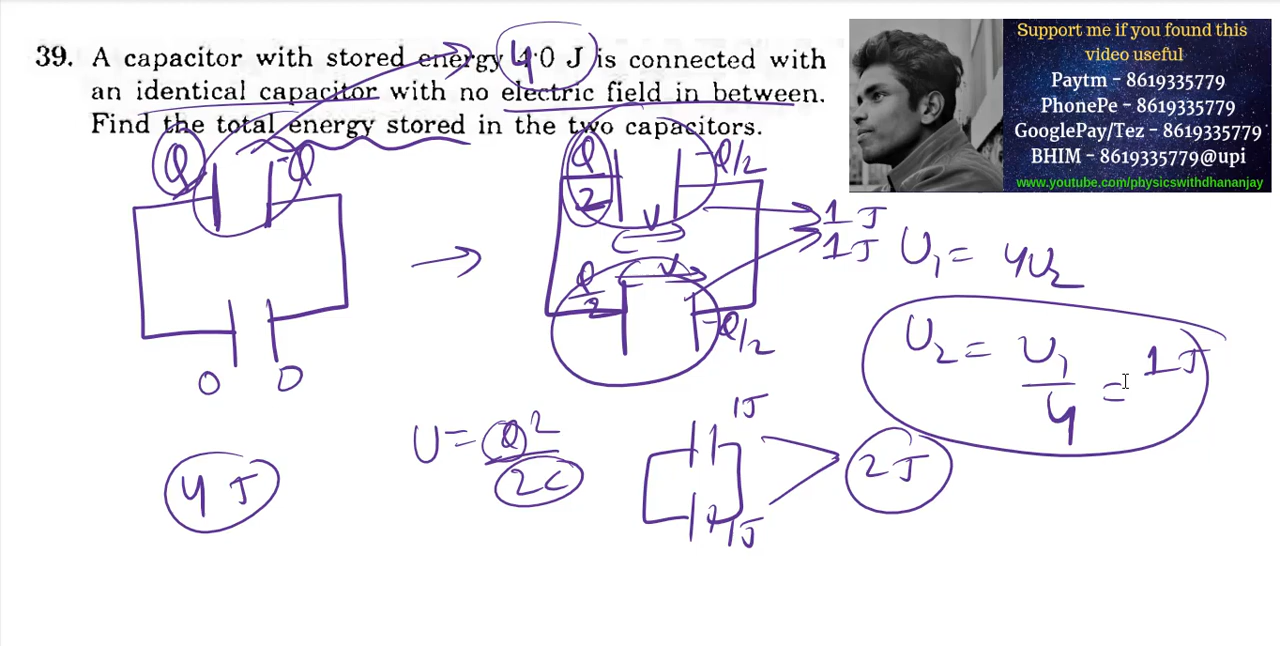 39. A capacitor with stored energy 4·0 J is connected with
an identical capacitor with no electric field in between.
Find the total energy stored in the two capacitors.
Support me if you found this
video useful
Paytm - 8619335779
PhonePe - 8619335779
GooglePay/Tez - 8619335779
BHIM - 8619335779@upi
www.youtube.com/physicswithdhananjay
Q -Q
Q/2 -Q/2
V
V
Q/2 -Q/2
0 0
1 J
1 J
U₁ = 4U₂
U₂ = U₁/4 = 1 J
4 J
U = Q²/2C
1J
1J
2 J